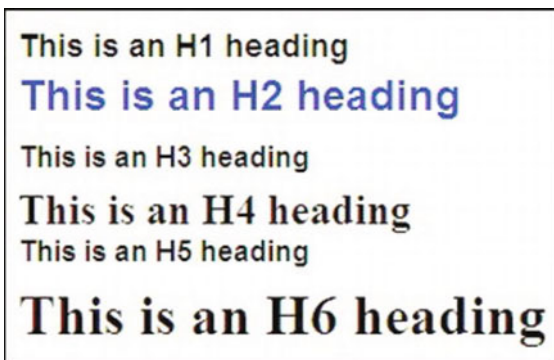 This is an H1 heading
This is an H2 heading
This is an H3 heading
This is an H4 heading
This is an H5 heading
This is an H6 heading